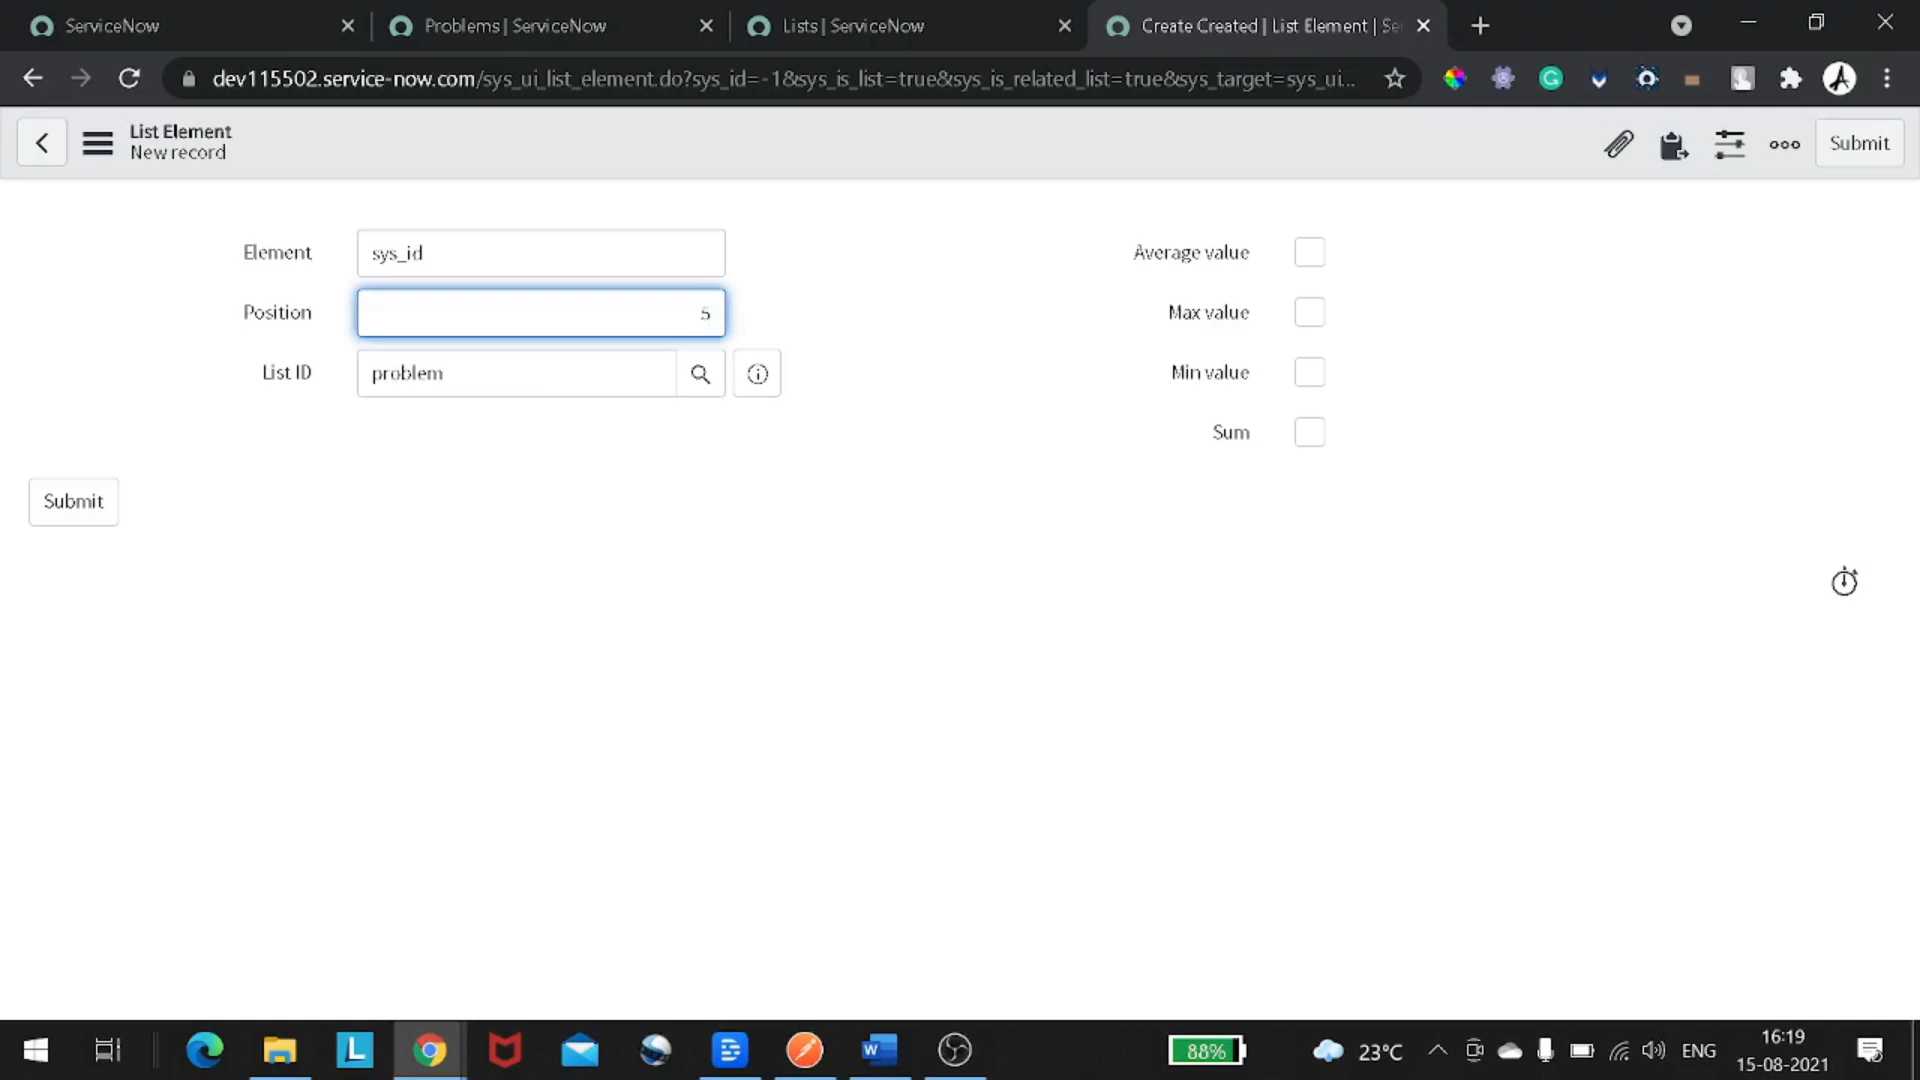 ServiceNow
Problems | ServiceNow
Lists | ServiceNow
Create Created | List Element | Se
dev115502.service-now.com/sys_ui_list_element.do?sys_id=-1&sys_is_list=true&sys_is_related_list=true&sys_target=sys_ui...
List Element
New record
Submit
Element
sys_id
Average value
Position
5
Max value
List ID
problem
Min value
Sum
Submit
88%
23°C
ENG
16:19
15-08-2021